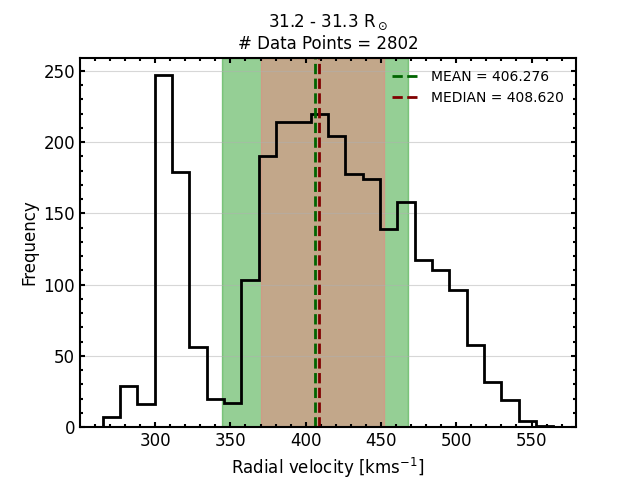 31.2 - 31.3 R⊙
# Data Points = 2802
250
200
150
100
50
0
Frequency
MEAN = 406.276
MEDIAN = 408.620
300 350 400 450 500 550
Radial velocity [kms⁻¹]